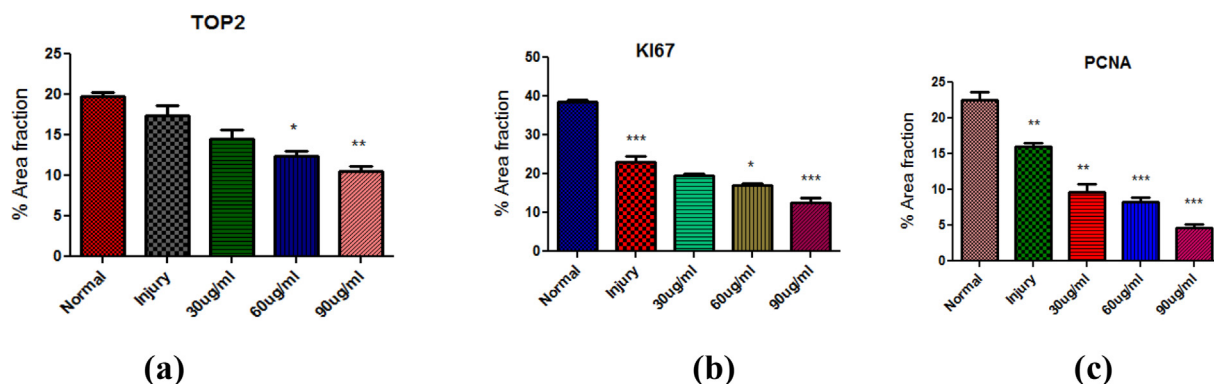 TOP2
% Area fraction
25
20
15
10
5
0
*
**
Normal
Injury
30ug/ml
60ug/ml
90ug/ml
(a)
KI67
% Area fraction
50
40
30
20
10
0
***
*
***
Normal
Injury
30ug/ml
60ug/ml
90ug/ml
(b)
PCNA
% Area fraction
25
20
15
10
5
0
**
**
***
***
Normal
Injury
30ug/ml
60ug/ml
90ug/ml
(c)